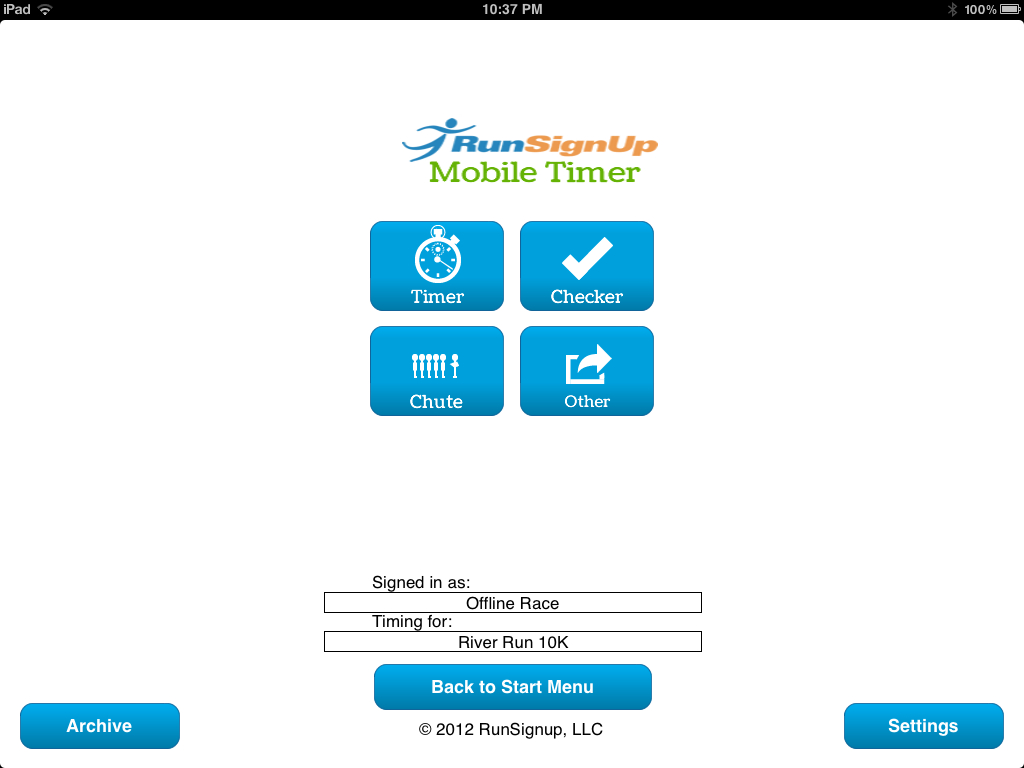 iPad 10:37 PM 100%
RunSignUp
Mobile Timer
Timer Checker
Chute Other
Signed in as:
Offline Race
Timing for:
River Run 10K
Back to Start Menu
Archive Settings
© 2012 RunSignup, LLC